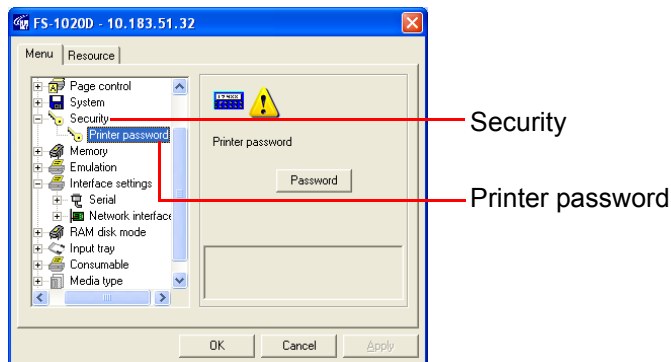 FS-1020D - 10.183.51.32
Menu Resource
Page control
System
Security
Printer password
Memory
Emulation
Interface settings
Serial
Network interface
RAM disk mode
Input tray
Consumable
Media type
Printer password
Password
OK Cancel Apply
Security
Printer password